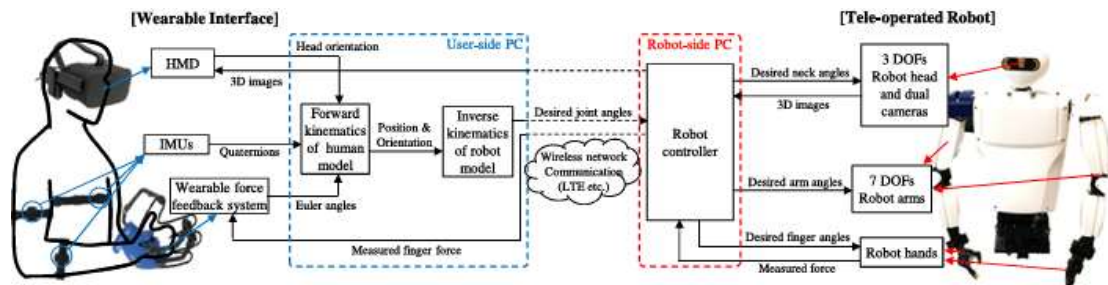 [Wearable Interface]
[Tele-operated Robot]
User-side PC
Robot-side PC
Head orientation
HMD
3D images
IMUs
Quaternions
Forward
kinematics
of human
model
Position &
Orientation
Inverse
kinematics
of robot
model
Wearable force
feedback system
Euler angles
Measured finger force
Desired joint angles
Wireless network
Communication
(LTE etc.)
Robot
controller
Desired neck angles
3D images
3 DOFs
Robot head
and dual
cameras
Desired arm angles
7 DOFs
Robot arms
Desired finger angles
Measured force
Robot hands